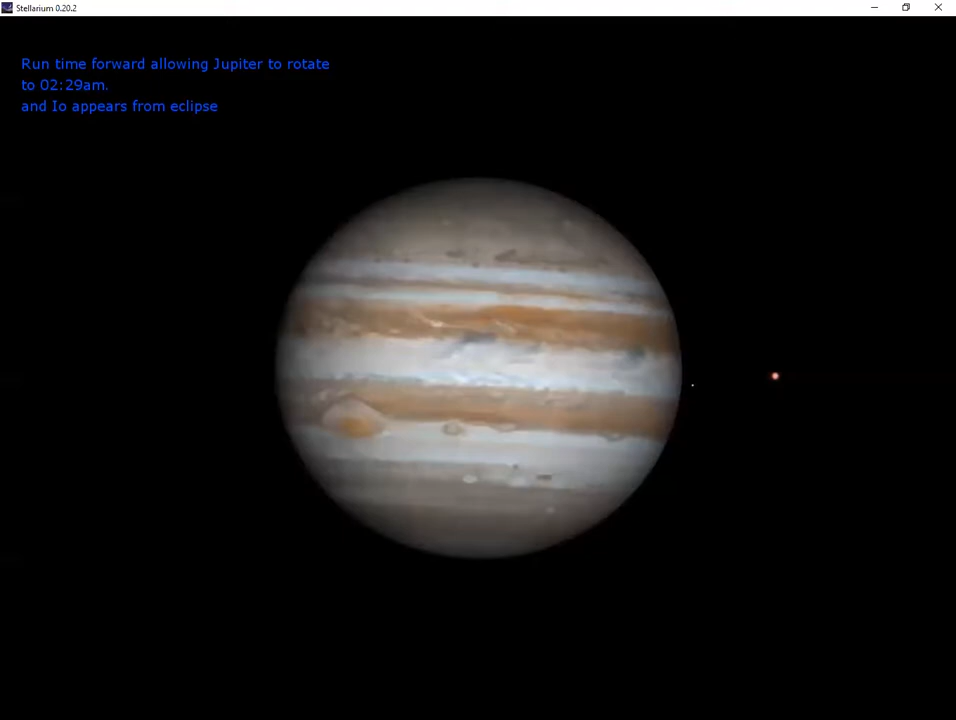 Stellarium 0.20.2
Run time forward allowing Jupiter to rotate
to 02:29am.
and Io appears from eclipse